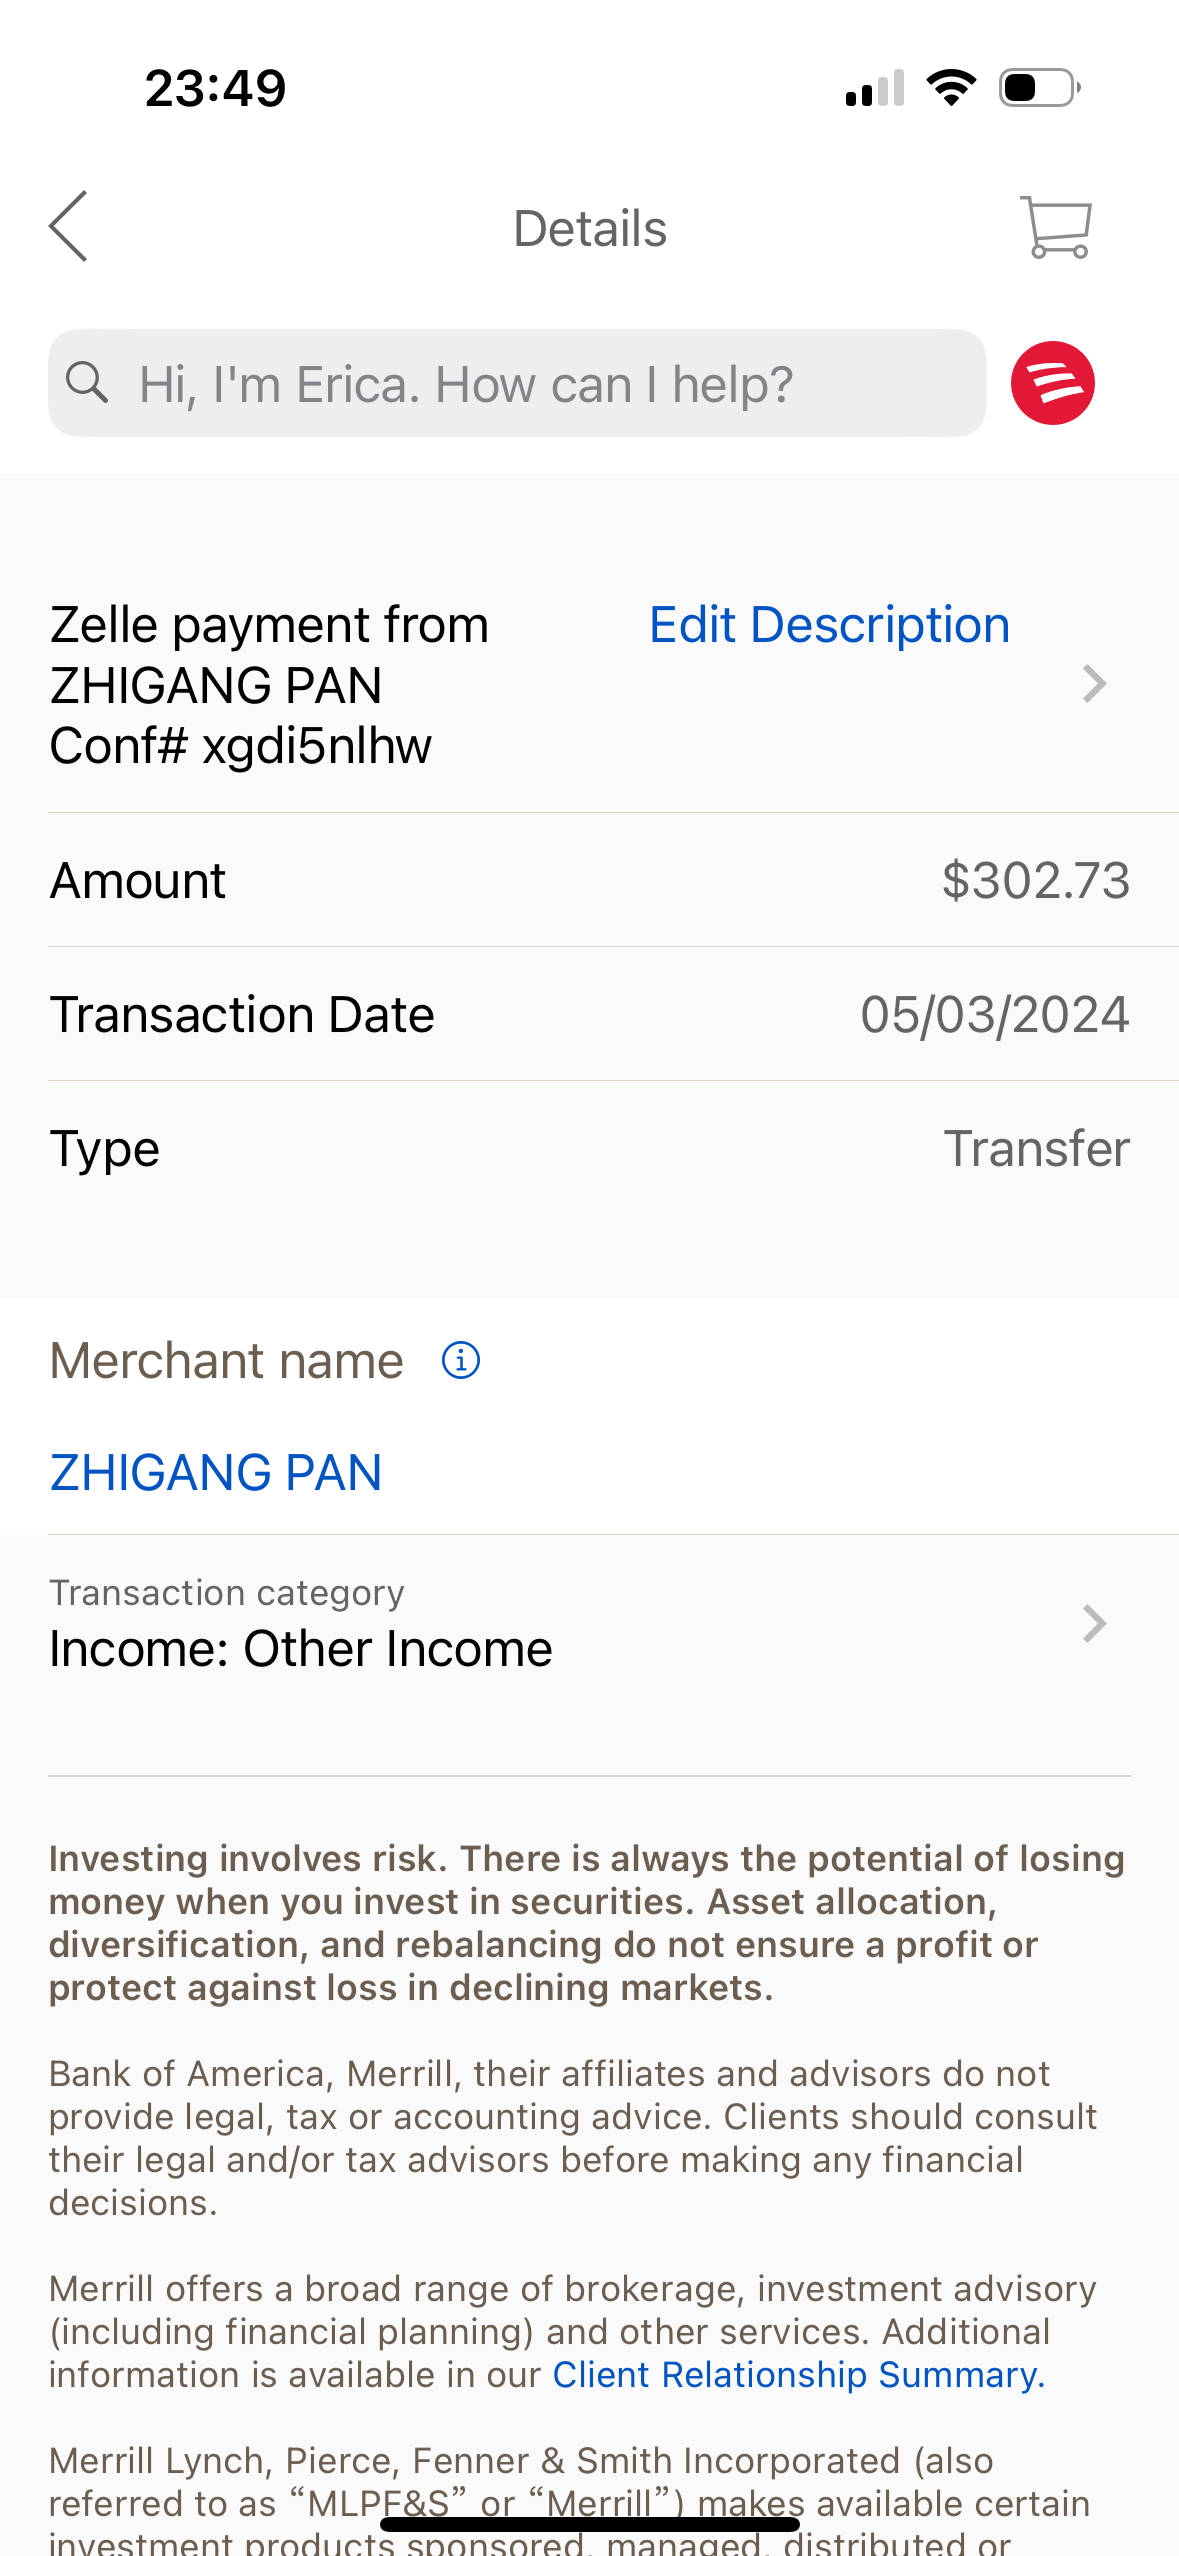 23:49
Details
Hi, I'm Erica. How can I help?
Zelle payment from
ZHIGANG PAN
Conf# xgdi5nlhw
Edit Description
Amount
$302.73
Transaction Date
05/03/2024
Type
Transfer
Merchant name
ZHIGANG PAN
Transaction category
Income: Other Income
Investing involves risk. There is always the potential of losing
money when you invest in securities. Asset allocation,
diversification, and rebalancing do not ensure a profit or
protect against loss in declining markets.
Bank of America, Merrill, their affiliates and advisors do not
provide legal, tax or accounting advice. Clients should consult
their legal and/or tax advisors before making any financial
decisions.
Merrill offers a broad range of brokerage, investment advisory
(including financial planning) and other services. Additional
information is available in our Client Relationship Summary.
Merrill Lynch, Pierce, Fenner & Smith Incorporated (also
referred to as “MLPF&S” or “Merrill”) makes available certain
investment products sponsored, managed, distributed or